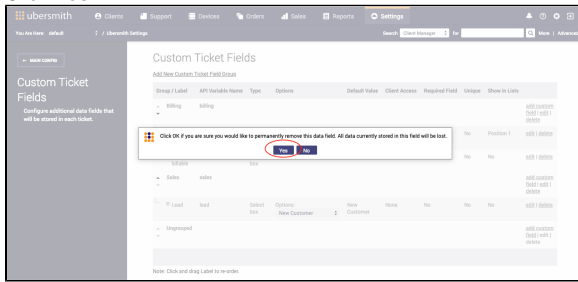 ubersmith
Clients
Support
Devices
Orders
Sales
Reports
Settings
You Are Here: default
/ Ubersmith Settings
Search Client Manager for
More | Advanced
← MAIN CONFIG
Custom Ticket
Fields
Configure additional data fields that
will be stored in each ticket.
Custom Ticket Fields
Add New Custom Ticket Field Group
Group / Label API Variable Name Type Options Default Value Client Access Required Field Unique Show in Lists
Billing billing add custom
field | edit |
delete
Click OK if you are sure you would like to permanently remove this data field. All data currently stored in this field will be lost.
Yes No
No Position 1 edit | delete
billable box No No edit | delete
Sales sales add custom
field | edit |
delete
Lead lead Select
box Options:
New Customer New
Customer None No No No edit | delete
Ungrouped add custom
field | edit |
delete
Note: Click and drag Label to re-order.